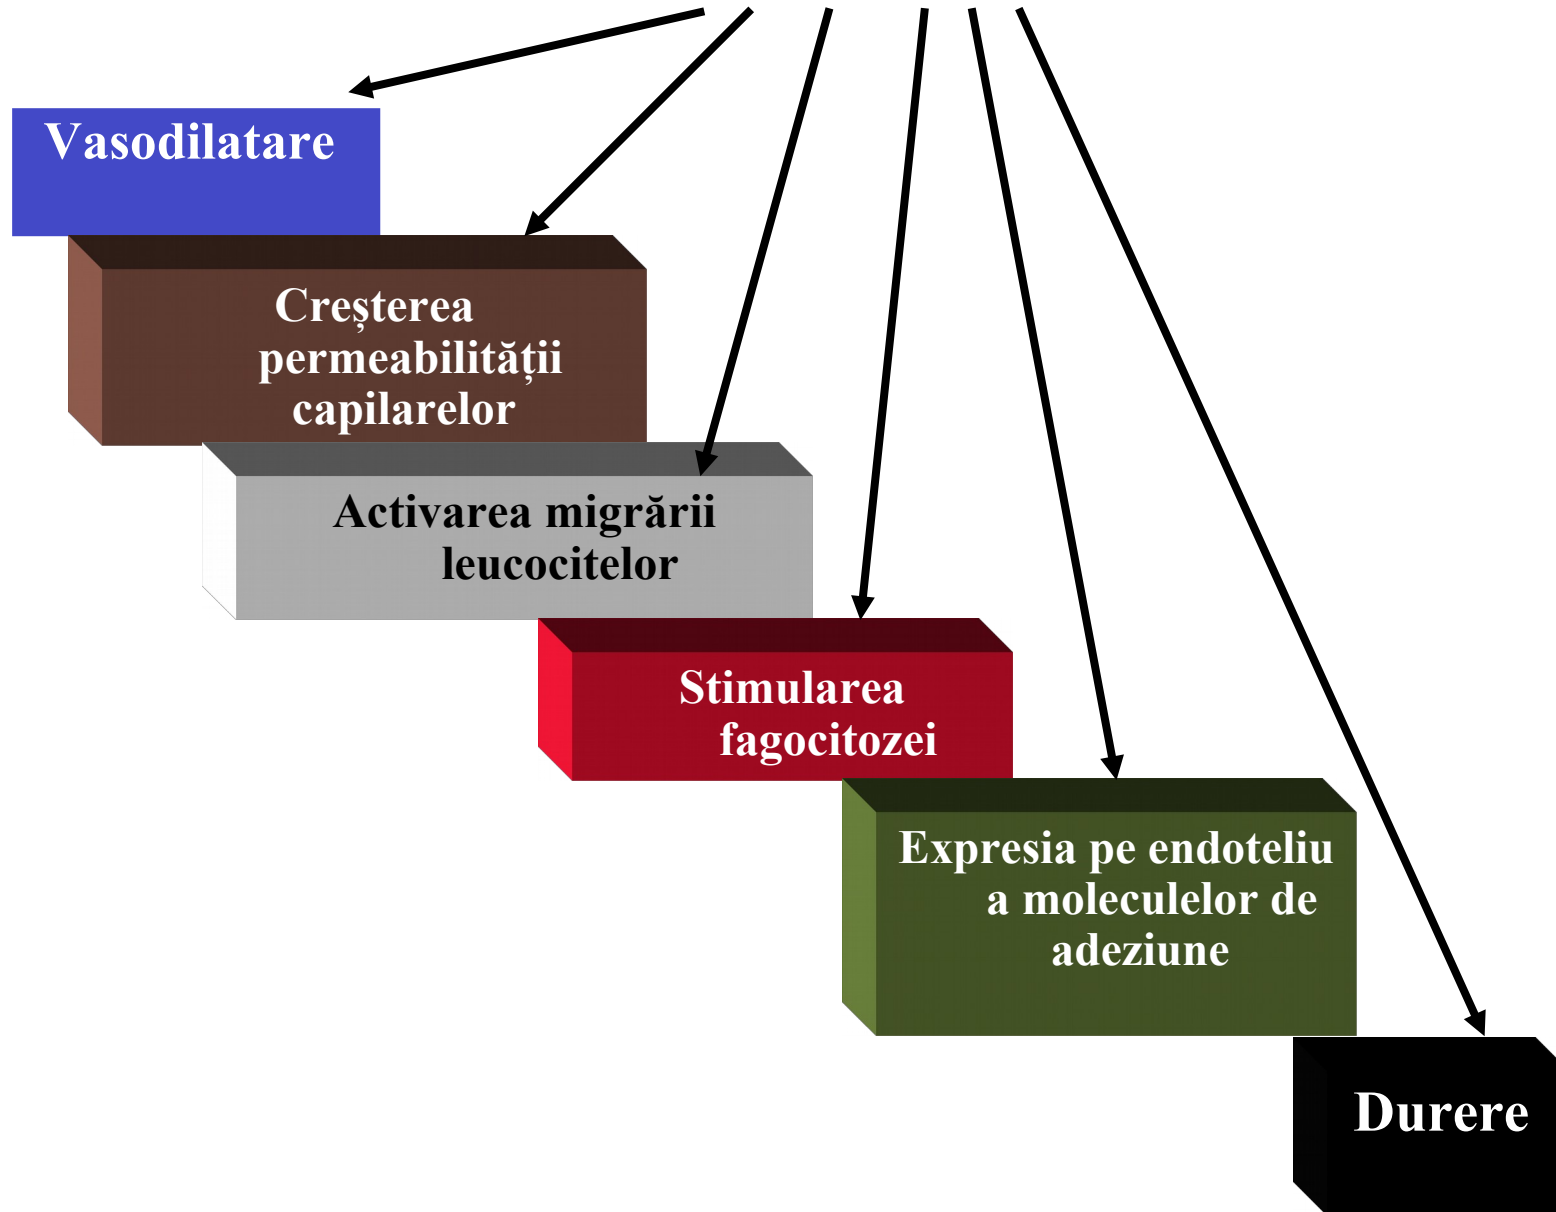 Vasodilatare
Creșterea
permeabilității
capilarelor
Activarea migrării
leucocitelor
Stimularea
fagocitozei
Expresia pe endoteliu
a moleculelor de
adeziune
Durere